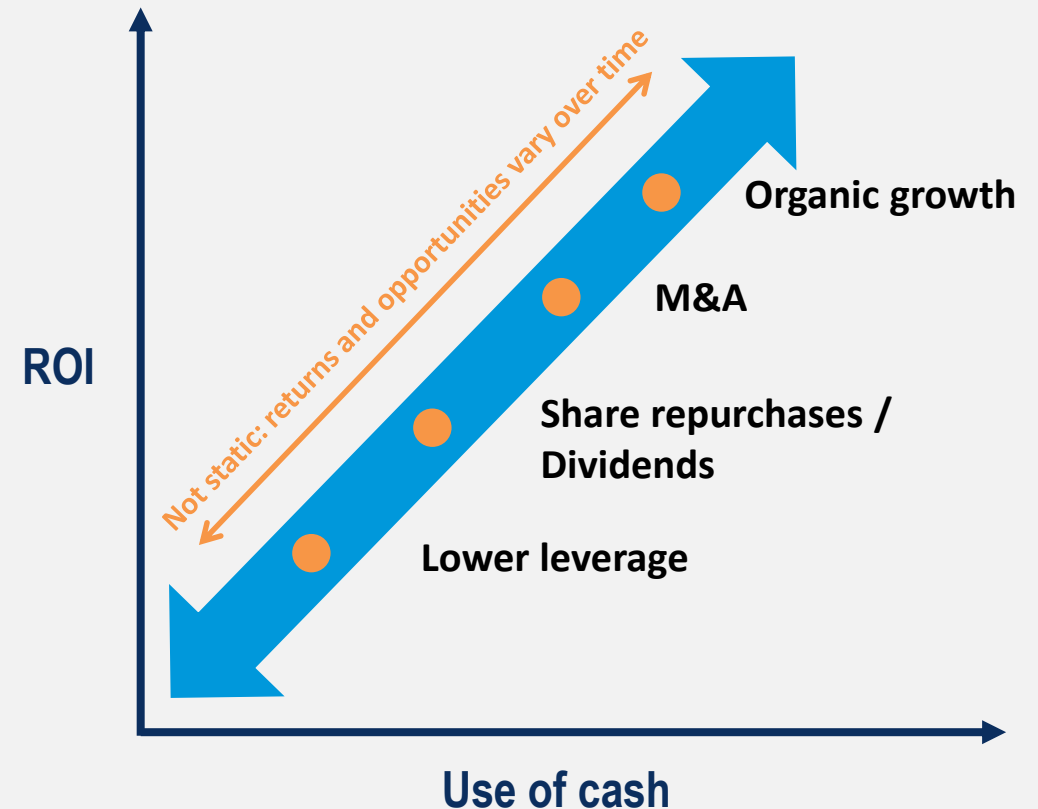 Not static: returns and opportunities vary over time
Organic growth
M&A
ROI
Share repurchases /
Dividends
Lower leverage
Use of cash